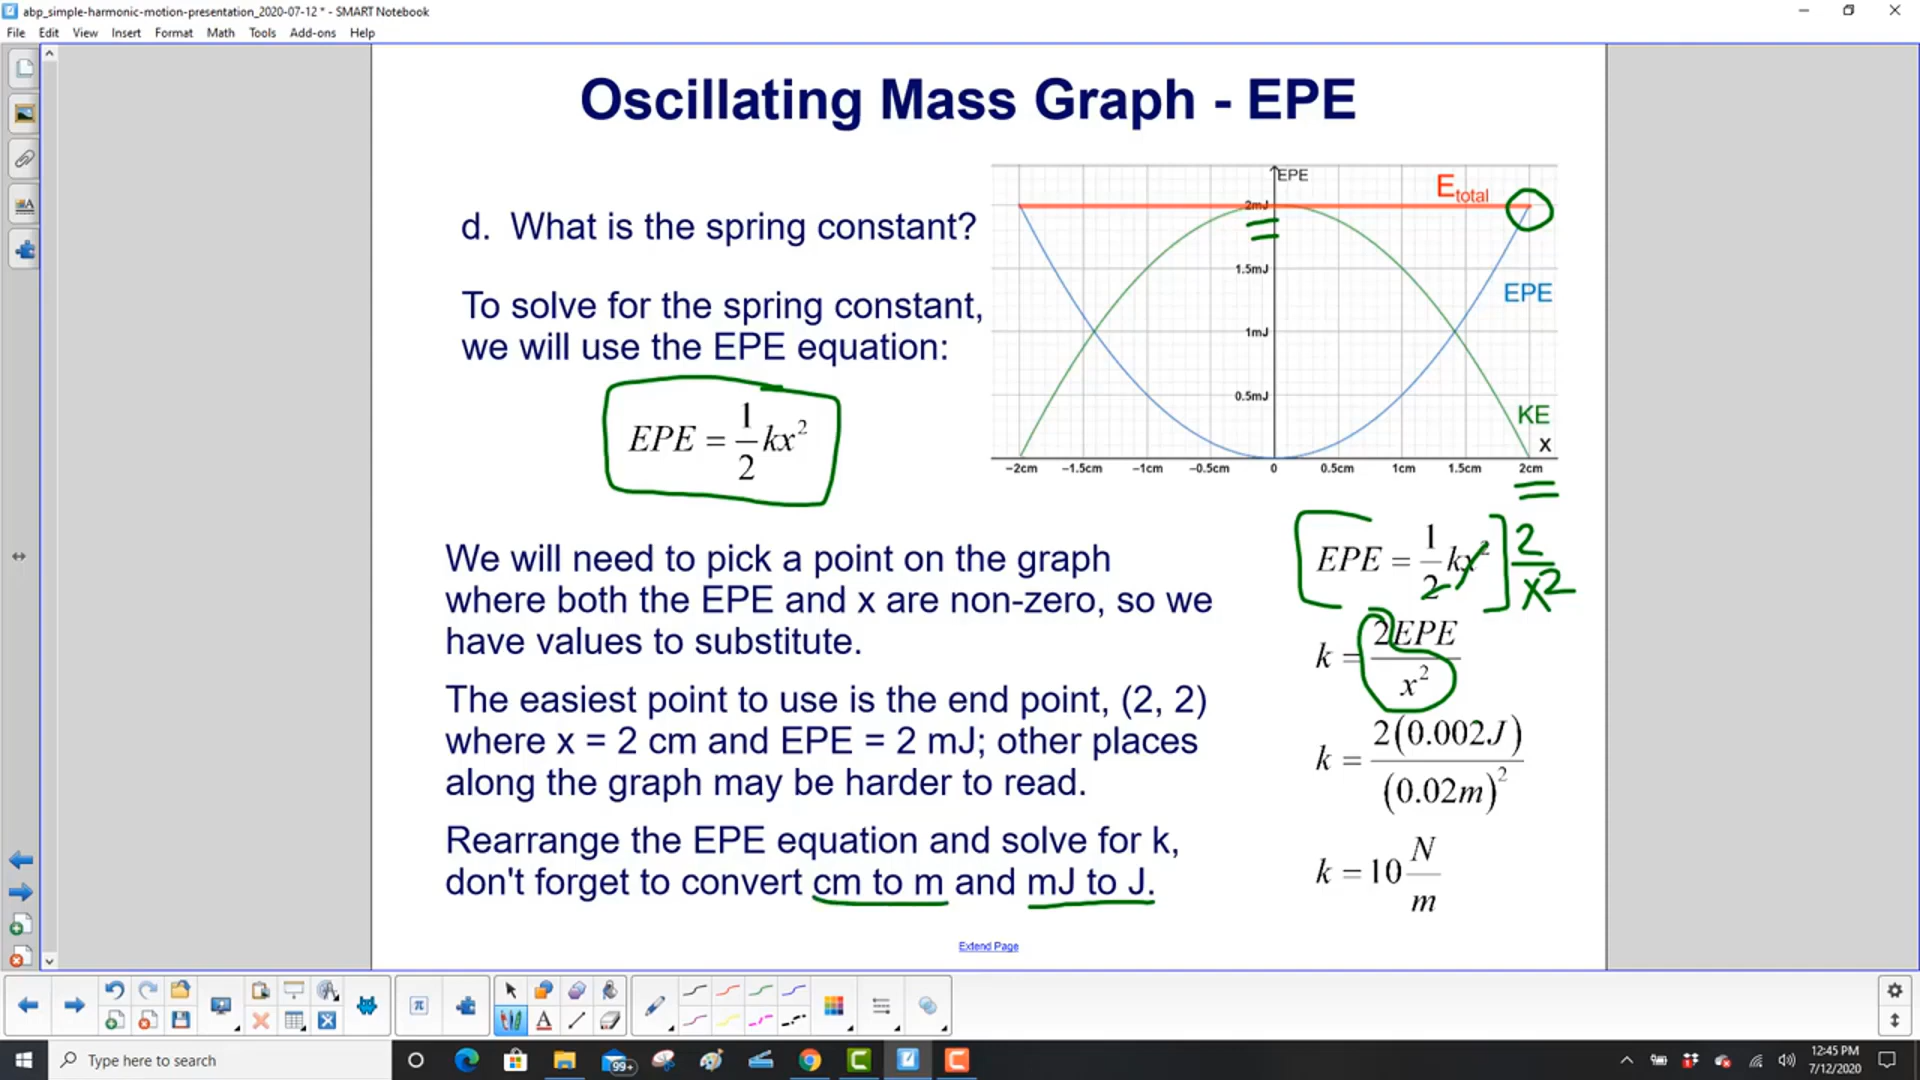 abp_simple-harmonic-motion-presentation_2020-07-12 * - SMART Notebook
File Edit View Insert Format Math Tools Add-ons Help
Oscillating Mass Graph - EPE
d. What is the spring constant?
To solve for the spring constant,
we will use the EPE equation:
EPE = 1/2 kx²
EPE
E_total
2mJ
1.5mJ
EPE
1mJ
0.5mJ
KE
x
−2cm −1.5cm −1cm −0.5cm 0 0.5cm 1cm 1.5cm 2cm
We will need to pick a point on the graph
where both the EPE and x are non-zero, so we
have values to substitute.
The easiest point to use is the end point, (2, 2)
where x = 2 cm and EPE = 2 mJ; other places
along the graph may be harder to read.
Rearrange the EPE equation and solve for k,
don't forget to convert cm to m and mJ to J.
[EPE = 1/2 kx²] 2/x²
k = 2EPE/x²
k = 2(0.002J)/(0.02m)²
k = 10 N/m
Extend Page
π
A
Type here to search
99+
12:45 PM
7/12/2020